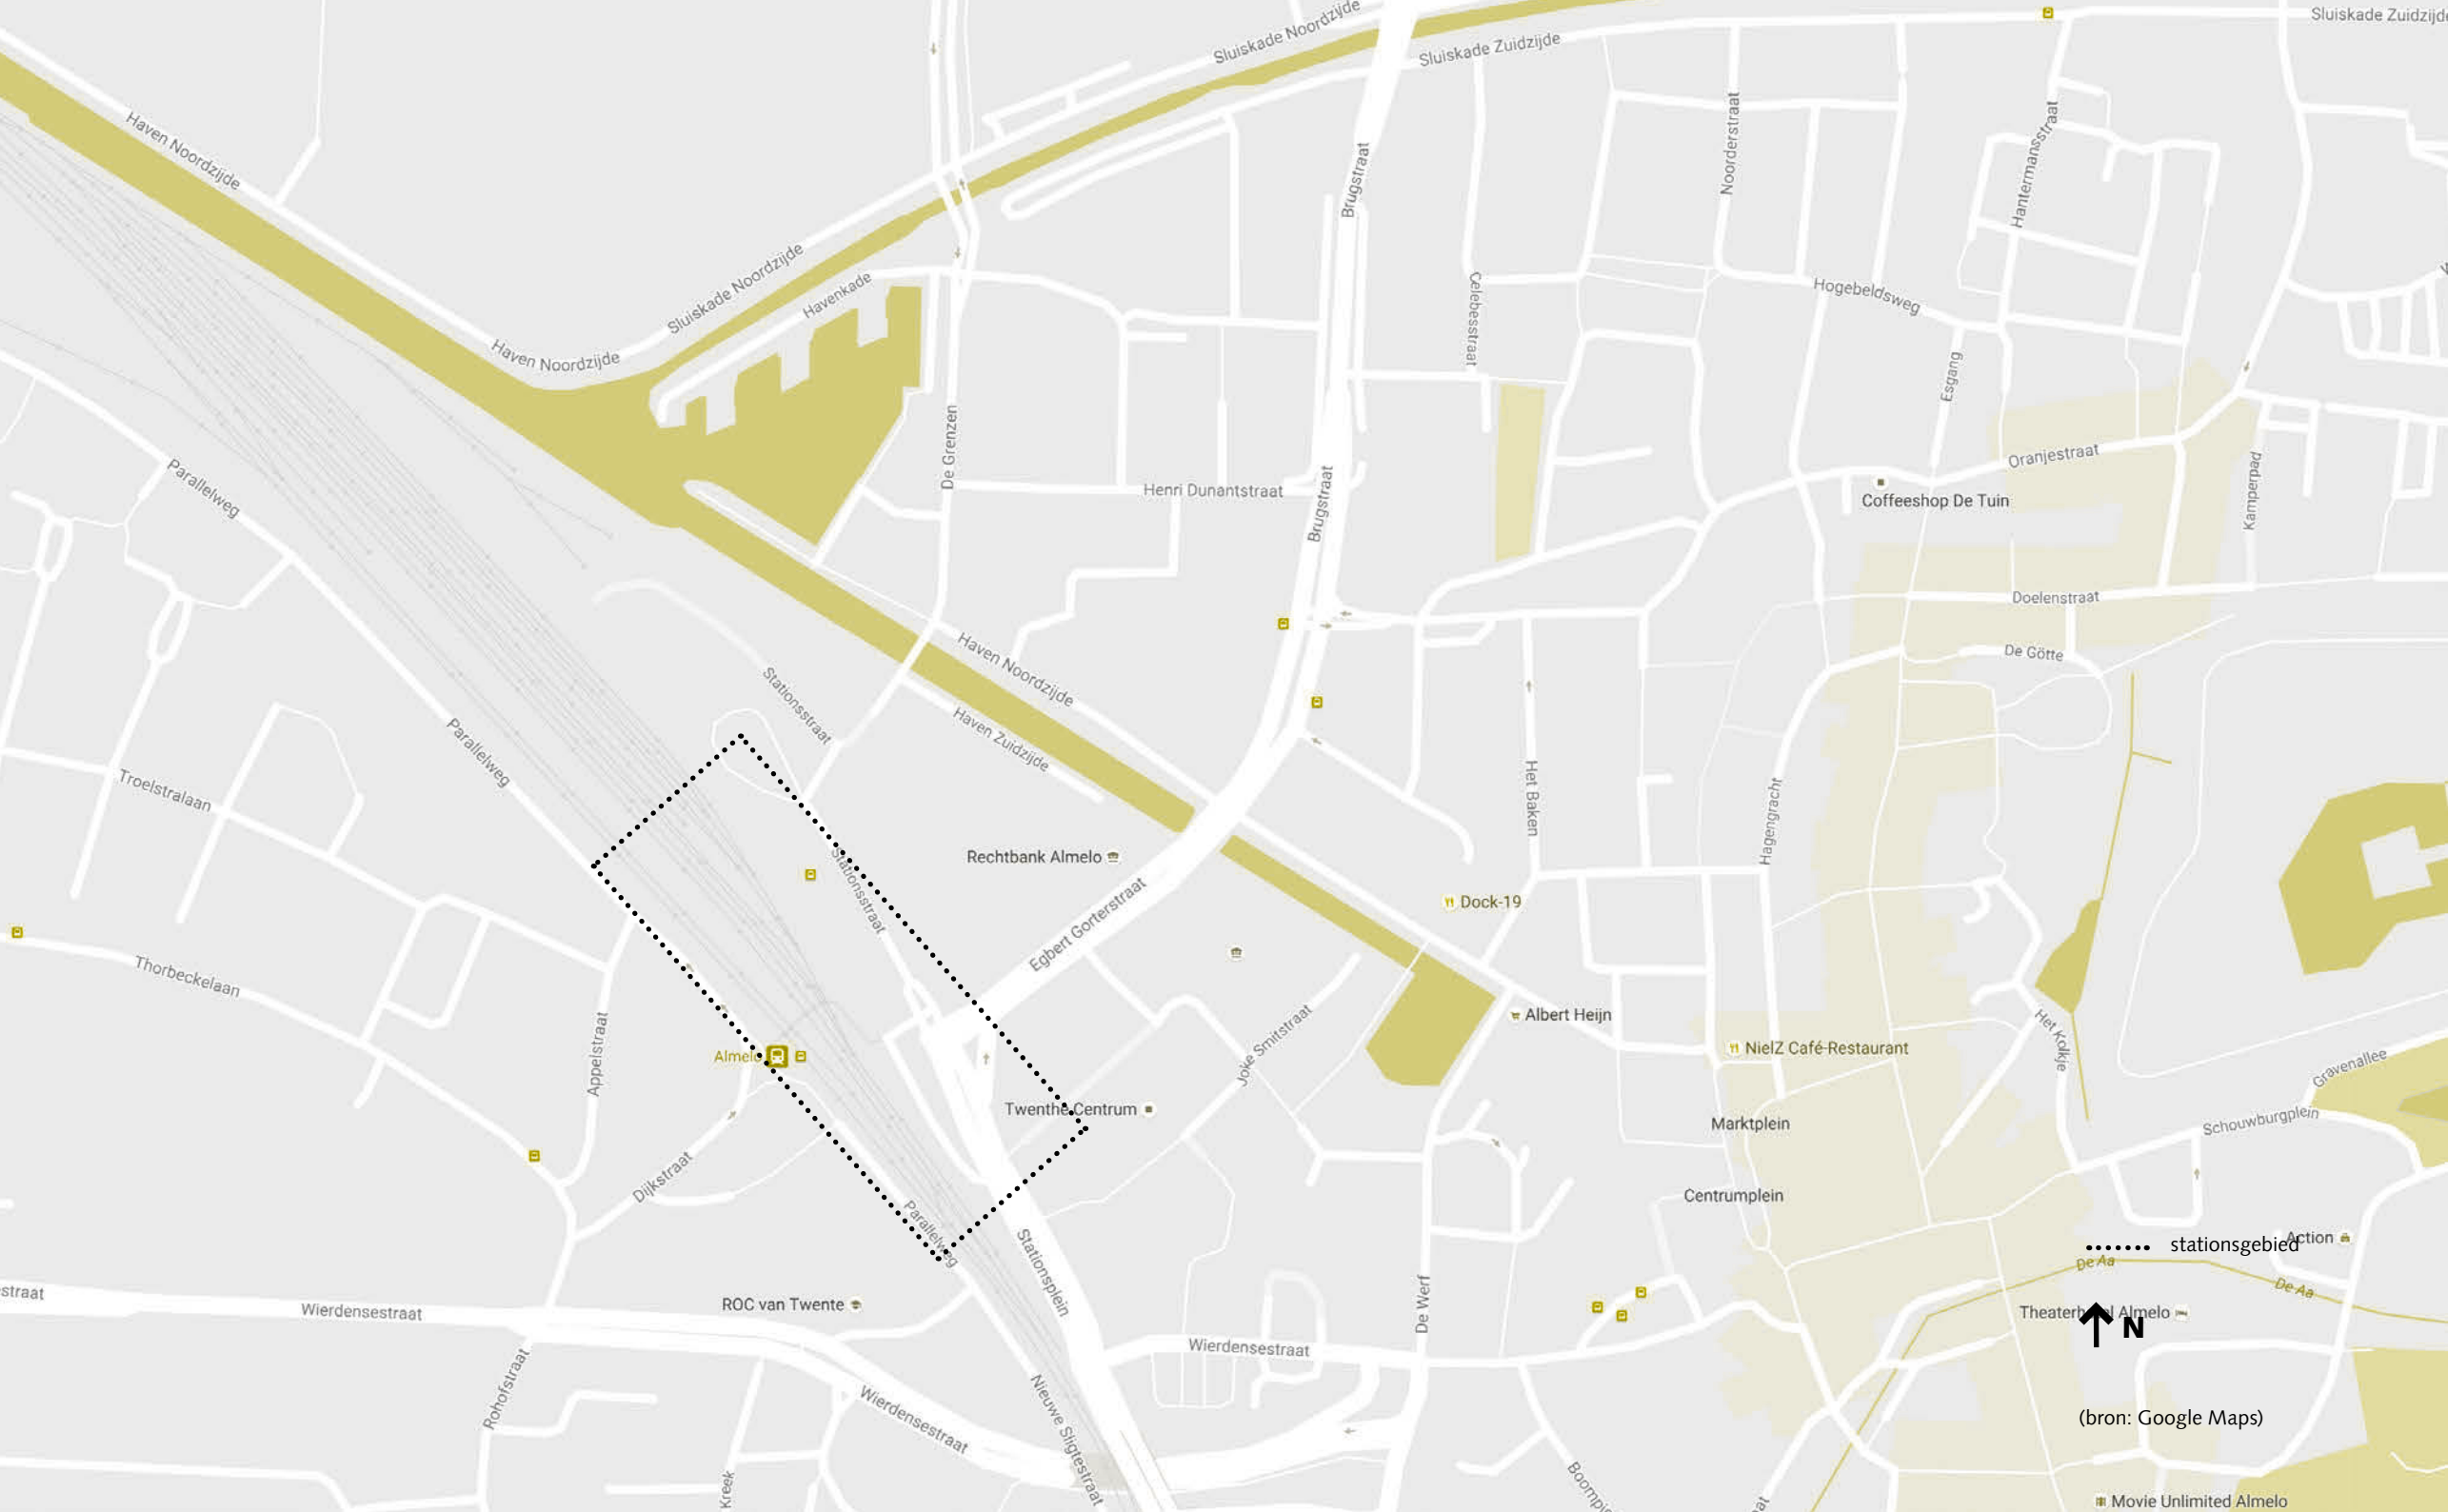 Sluiskade Noordzijde
Sluiskade Zuidzijde
Sluiskade Zuidzijde
Haven Noordzijde
Brugstraat
Noorderstraat
Hantermansstraat
Sluiskade Noordzijde
Havenkade
Celebesstraat
Hogebeldsweg
Haven Noordzijde
Esgang
De Grenzen
Parallelweg
Henri Dunantstraat
Brugstraat
Oranjestraat
Kamperpad
Coffeeshop De Tuin
Doelenstraat
De Götte
Haven Noordzijde
Stationsstraat
Haven Zuidzijde
Parallelweg
Troelstralaan
Het Baken
Hagengracht
Rechtbank Almelo
Stationsstraat
Egbert Gorterstraat
Dock-19
Thorbeckelaan
Appelstraat
Almelo
Joke Smitstraat
Albert Heijn
NielZ Café-Restaurant
Het Kolkje
Gravenallee
Twenthe Centrum
Marktplein
Schouwburgplein
Dijkstraat
Centrumplein
Parallelweg
Stationsplein
stationsgebied
Action
De Aa
De Aa
straat
Wierdensestraat
ROC van Twente
De Werf
Theaterhotel Almelo
N
Wierdensestraat
Rohofstraat
Wierdensestraat
Nieuwe Sligtestraat
(bron: Google Maps)
Kreek
Movie Unlimited Almelo